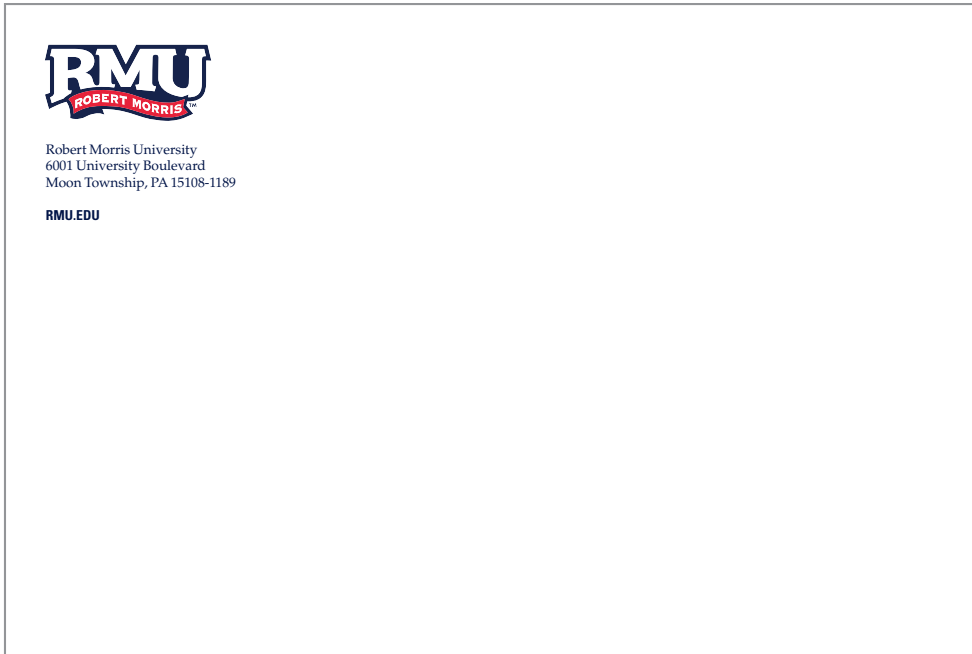 RMU
ROBERT MORRIS
TM
Robert Morris University
6001 University Boulevard
Moon Township, PA 15108-1189
RMU.EDU